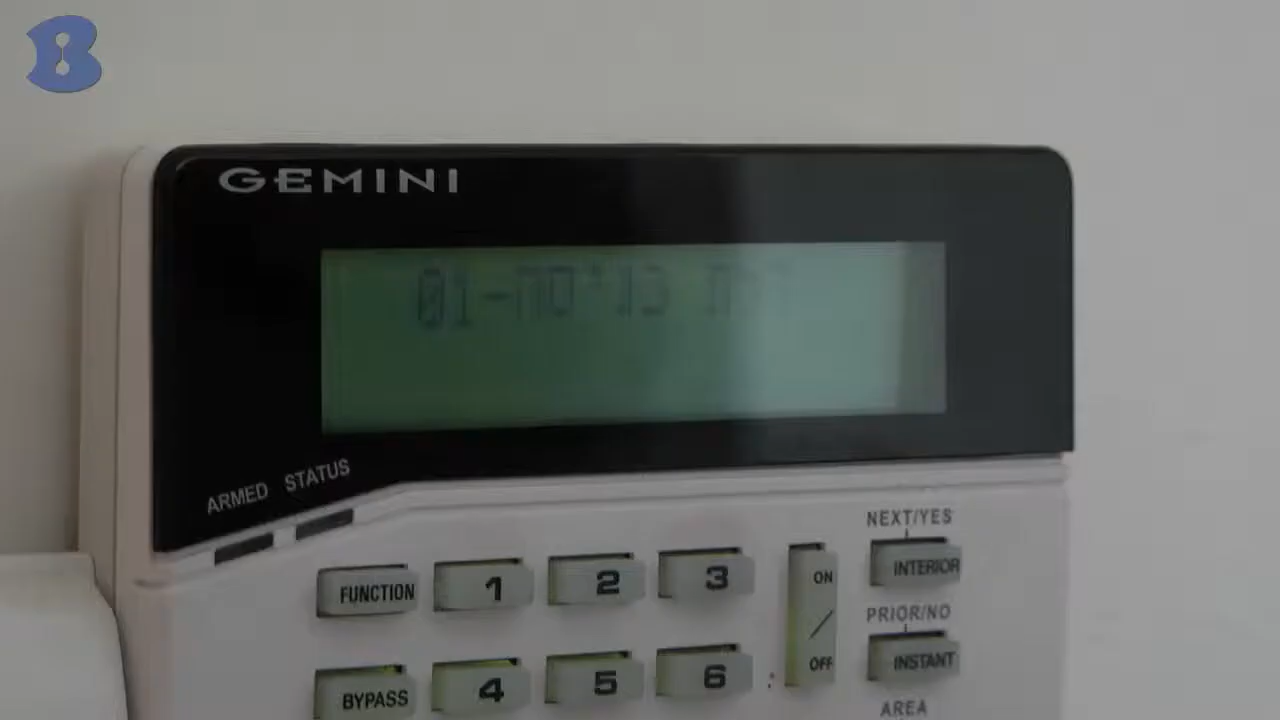 B
GEMINI
ARMED STATUS
NEXT/YES
FUNCTION 1 2 3 ON INTERIOR
/
PRIOR/NO
BYPASS 4 5 6 OFF INSTANT
AREA